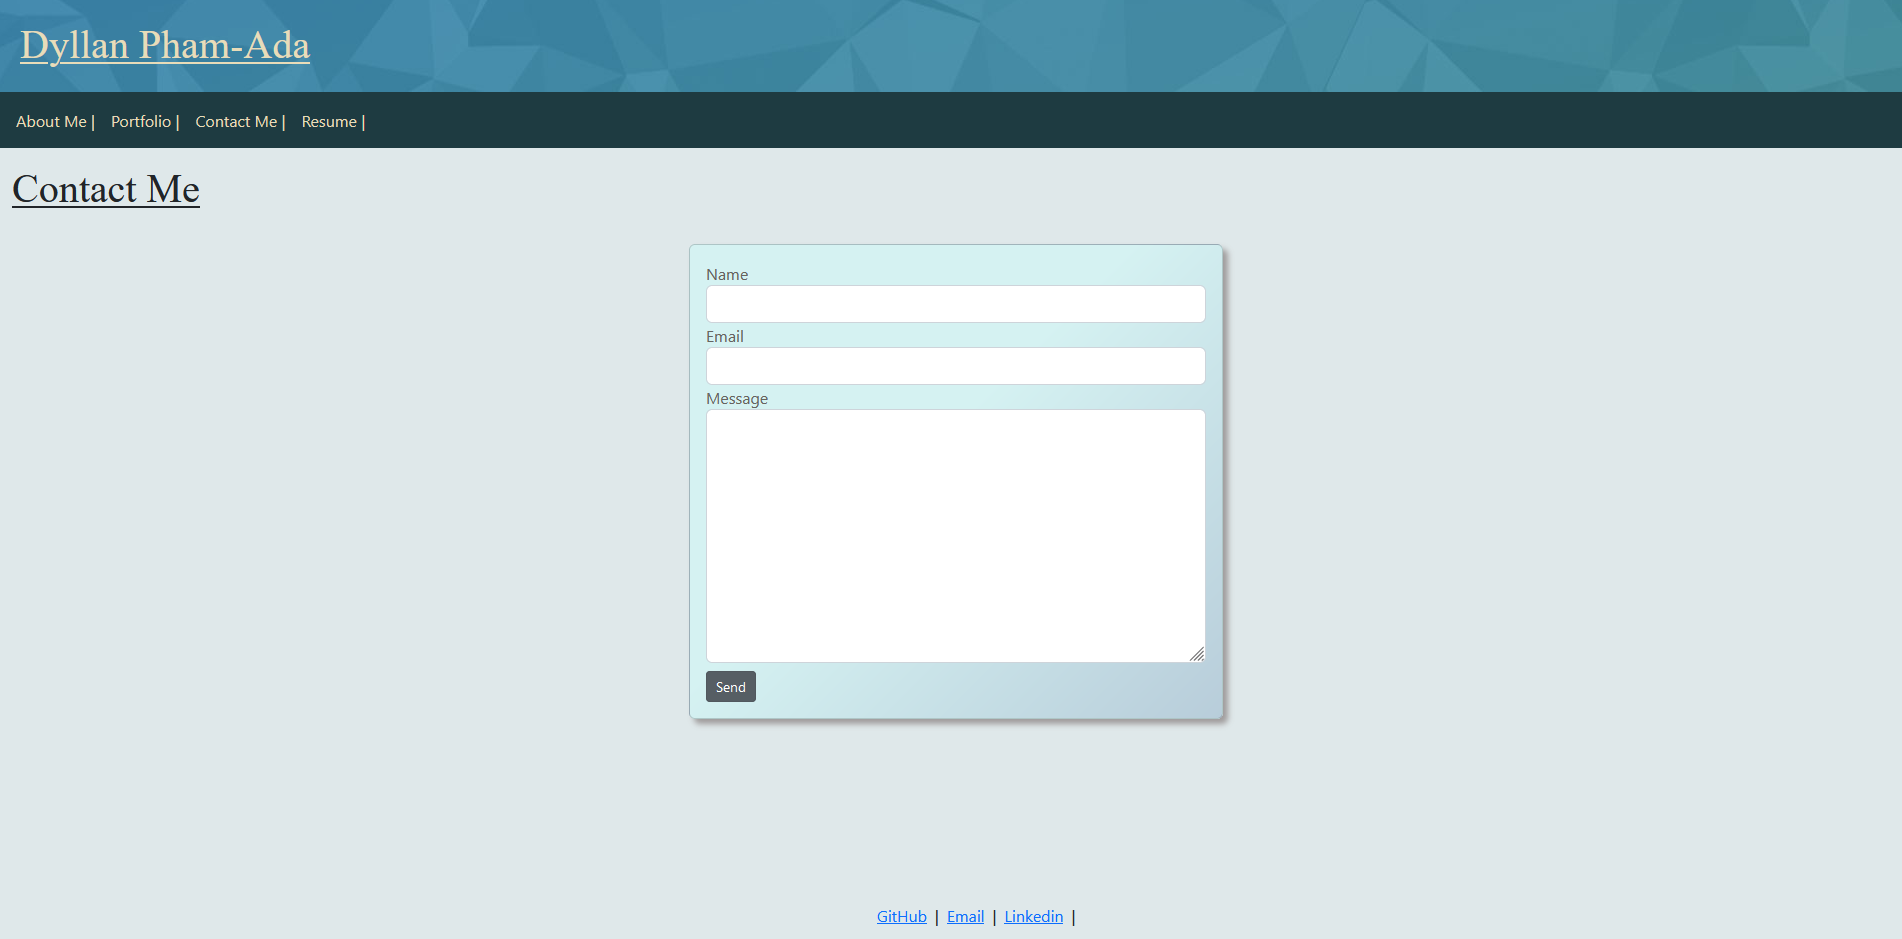 Dyllan Pham-Ada
About Me | Portfolio | Contact Me | Resume |
Contact Me
Name
Email
Message
Send
GitHub | Email | Linkedin |